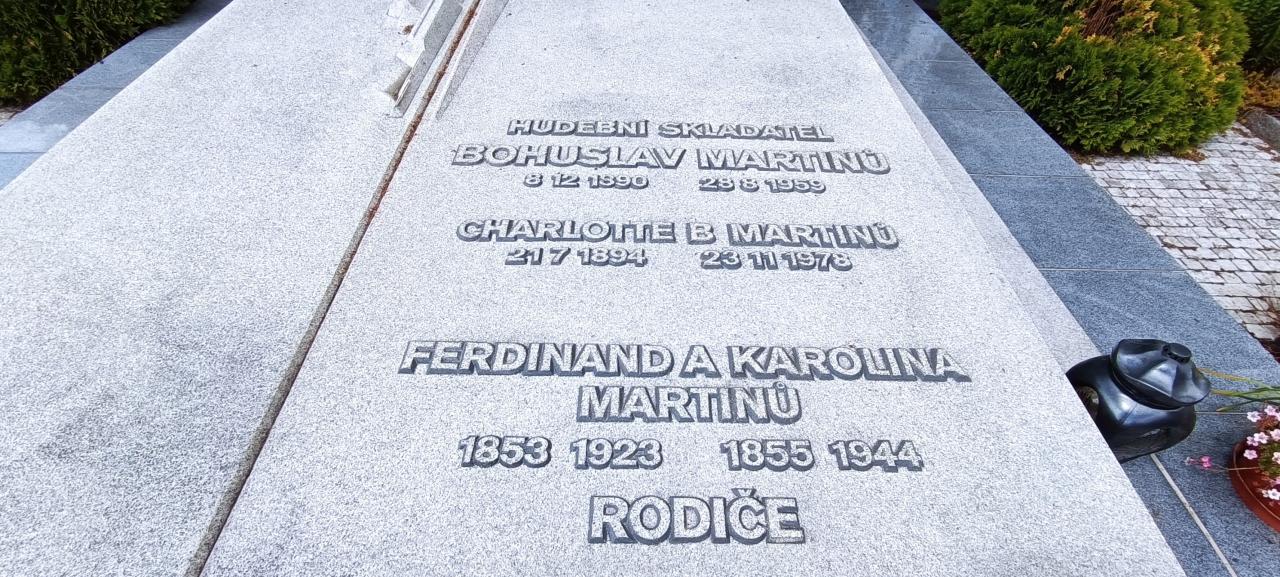 HUDEBNÍ SKLADATEL
BOHUSLAV MARTINŮ
8 12 1890 28 8 1959
CHARLOTTE B MARTINŮ
21 7 1894 23 11 1978
FERDINAND A KAROLINA
MARTINŮ
1853 1923 1855 1944
RODIČE